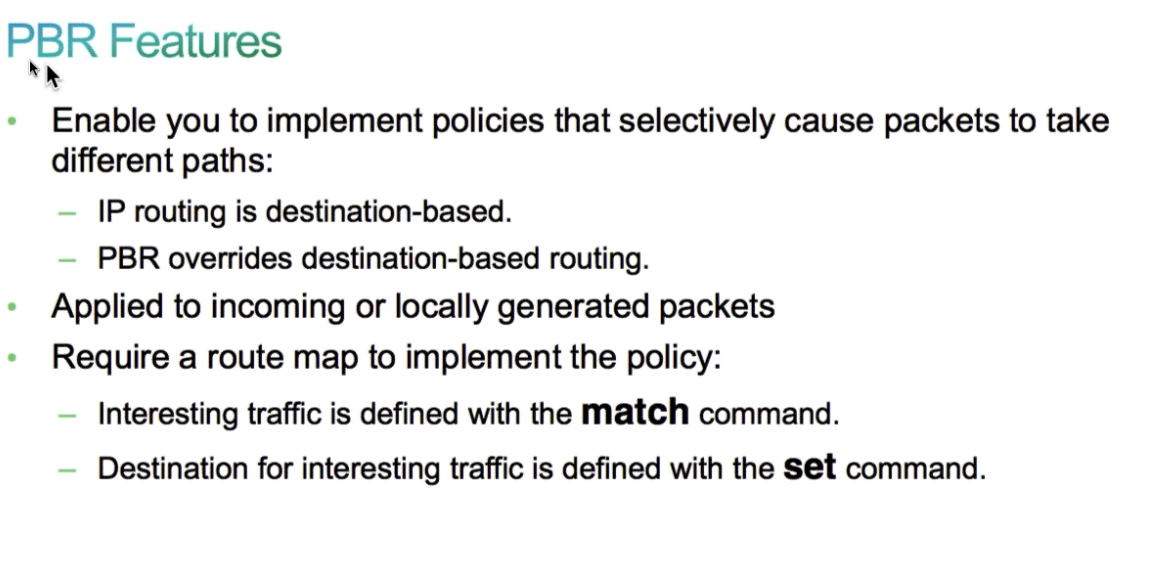 PBR Features
• Enable you to implement policies that selectively cause packets to take
different paths:
– IP routing is destination-based.
– PBR overrides destination-based routing.
• Applied to incoming or locally generated packets
• Require a route map to implement the policy:
– Interesting traffic is defined with the match command.
– Destination for interesting traffic is defined with the set command.